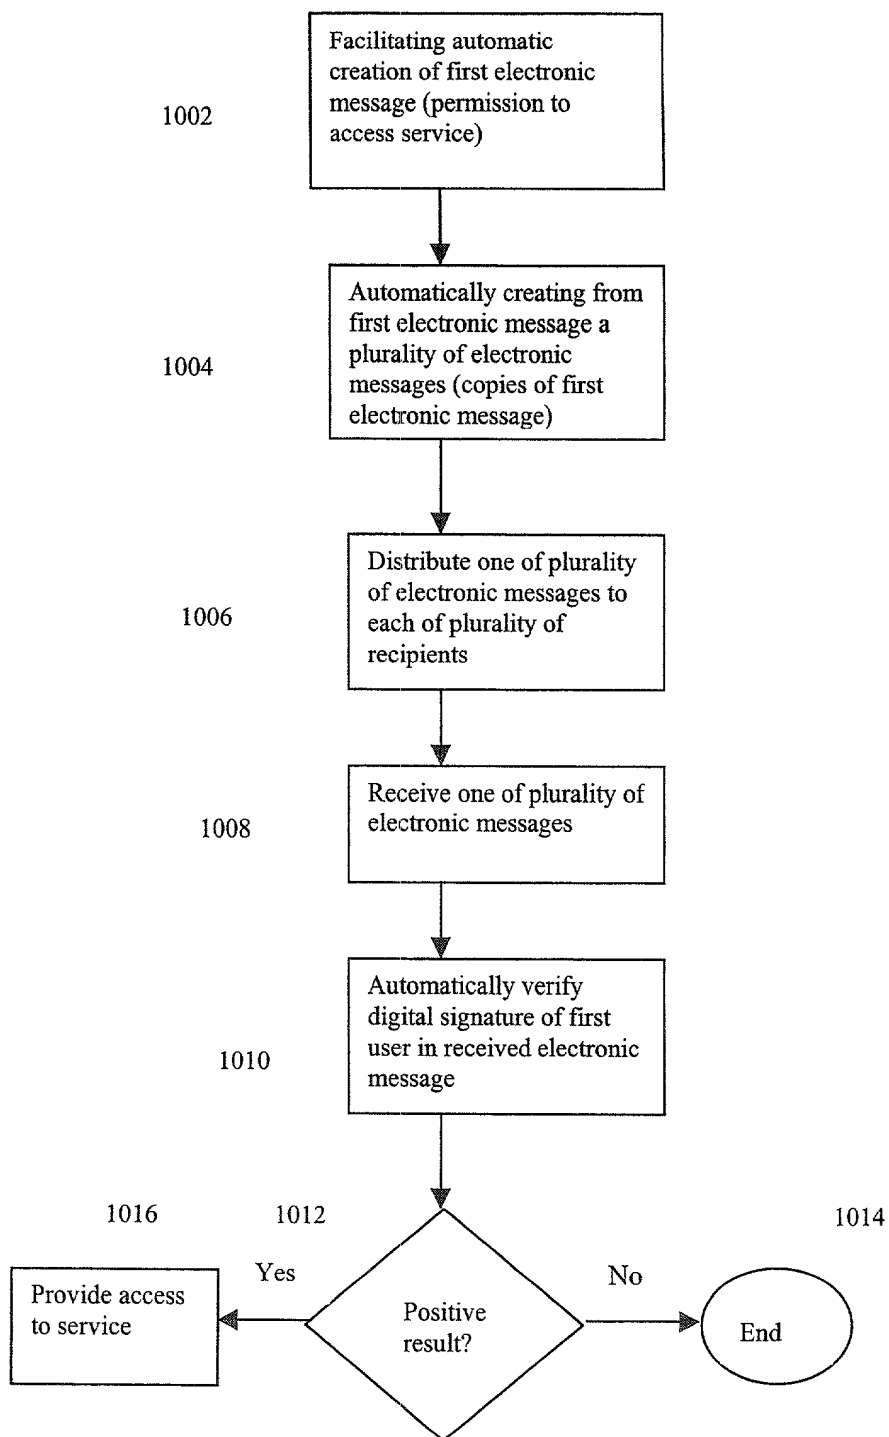 Facilitating automatic
creation of first electronic
message (permission to
access service)
1002
Automatically creating from
first electronic message a
plurality of electronic
messages (copies of first
electronic message)
1004
Distribute one of plurality
of electronic messages to
each of plurality of
recipients
1006
Receive one of plurality of
electronic messages
1008
Automatically verify
digital signature of first
user in received electronic
message
1010
1016
1012
1014
Yes
No
Provide access
to service
Positive
result?
End